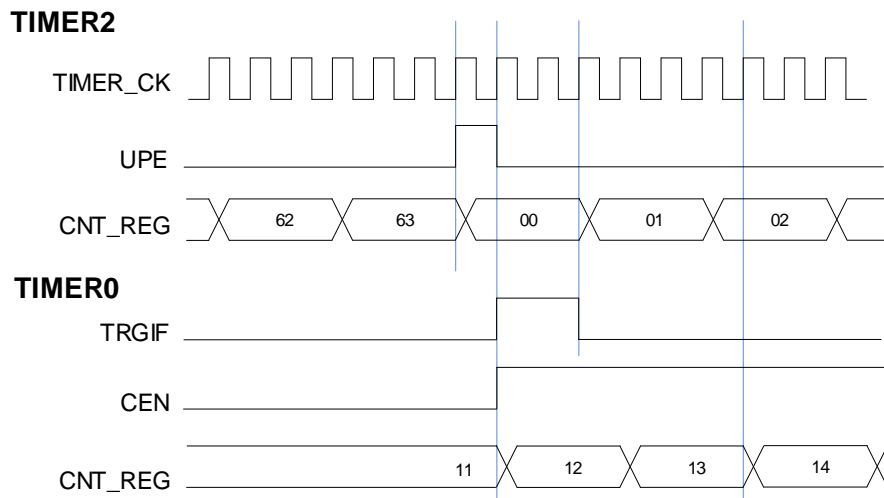 TIMER2
TIMER_CK
UPE
CNT_REG 62 63 00 01 02
TIMER0
TRGIF
CEN
CNT_REG 11 12 13 14